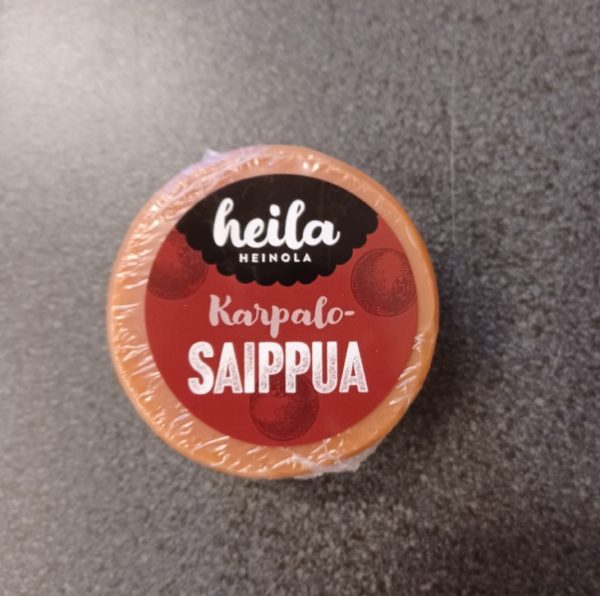 heila
HEINOLA
Karpalo-
SAIPPUA